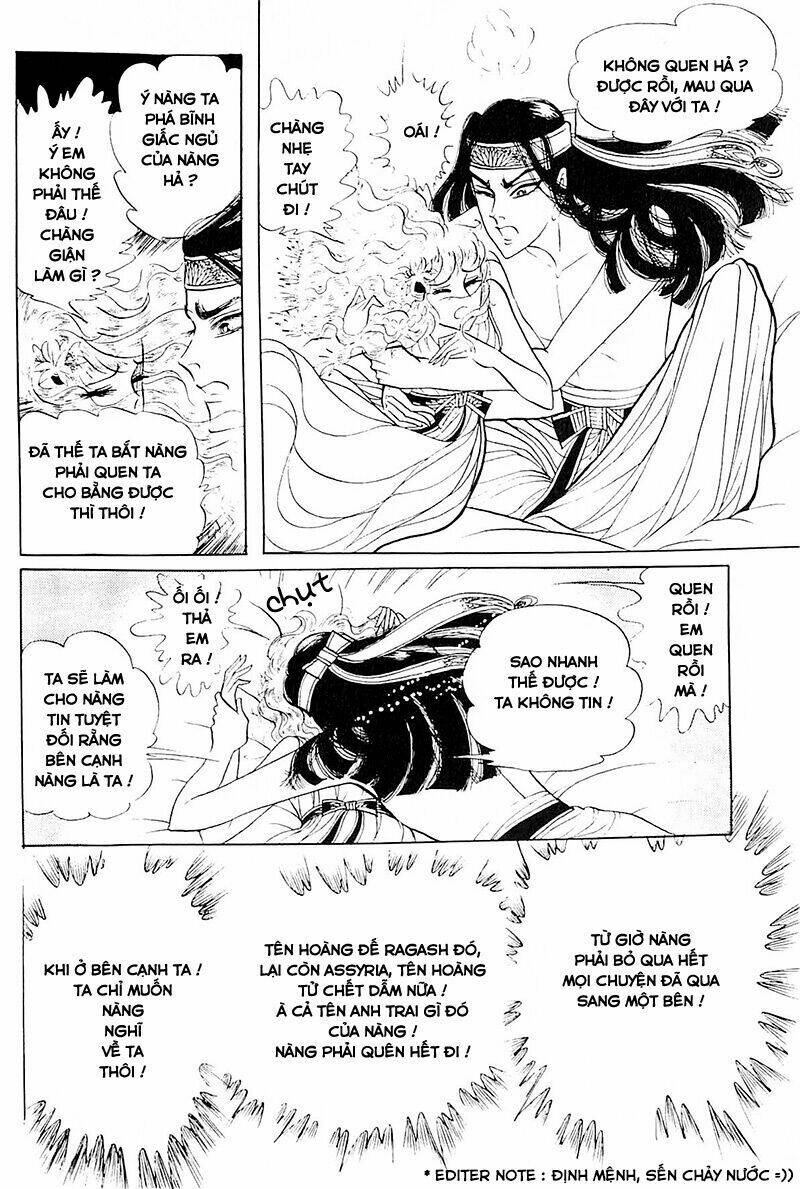 KHÔNG QUEN HẢ ?
ĐƯỢC RỒI, MAU QUA
ĐÂY VỚI TA !
OÁI !
CHÀNG
NHẸ
TAY
CHÚT
ĐI !
Ý NÀNG TA
PHÁ BĨNH
GIẤC NGỦ
CỦA NÀNG
HẢ ?
ẤY !
Ý EM
KHÔNG
PHẢI THẾ
ĐÂU !
CHÀNG
GIẬN
LÀM GÌ ?
ĐÃ THẾ TA BẮT NÀNG
PHẢI QUEN TA
CHO BẰNG ĐƯỢC
THÌ THÔI !
QUEN
RỒI !
EM
QUEN
RỒI
MÀ !
SAO NHANH
THẾ ĐƯỢC !
TA KHÔNG TIN !
chụt
ỐI ỐI !
THẢ
EM
RA !
TA SẼ LÀM
CHO NÀNG
TIN TUYỆT
ĐỐI RẰNG
BÊN CẠNH
NÀNG LÀ TA !
TỪ GIỜ NÀNG
PHẢI BỎ QUA HẾT
MỌI CHUYỆN ĐÃ QUA
SANG MỘT BÊN !
TÊN HOÀNG ĐẾ RAGASH ĐÓ,
LẠI CÒN ASSYRIA, TÊN HOÀNG
TỬ CHẾT DẪM NỮA !
À CẢ TÊN ANH TRAI GÌ ĐÓ
CỦA NÀNG !
NÀNG PHẢI QUÊN HẾT ĐI !
KHI Ở BÊN CẠNH TA !
TA CHỈ MUỐN
NÀNG
NGHĨ
VỀ TA
THÔI !
* EDITER NOTE : ĐỊNH MỆNH, SẾN CHẢY NƯỚC =))